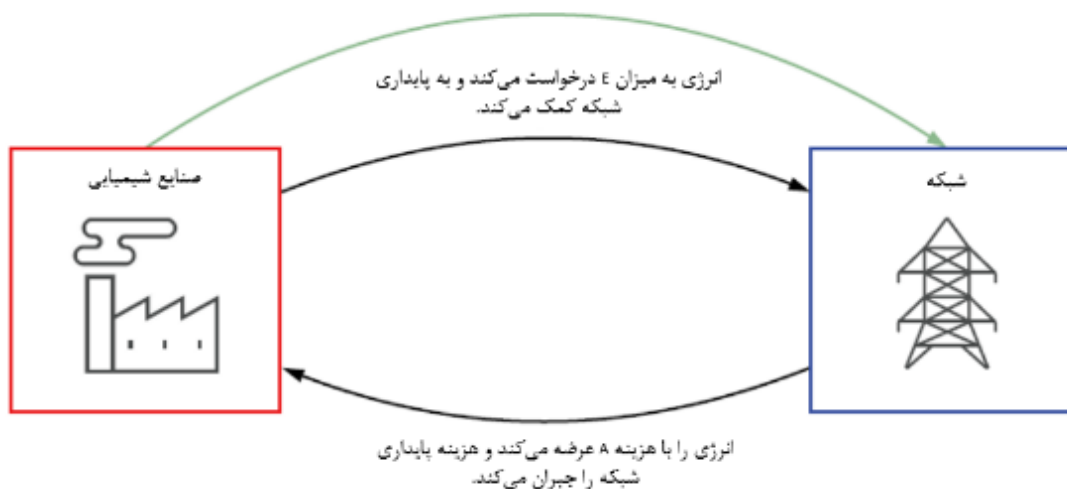 انرژی به میزان E درخواست می‌کند و به پایداری
شبکه کمک می‌کند.
صنایع شیمیایی
شبکه
انرژی را با هزینه A عرضه می‌کند و هزینه پایداری
شبکه را جبران می‌کند.